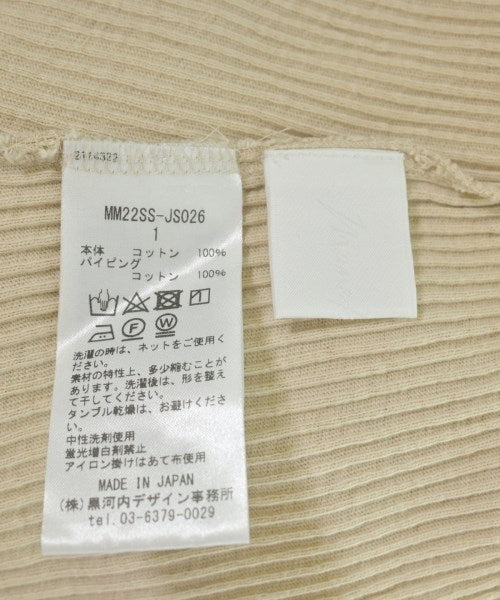 2114322
MM22SS-JS026
1
本体 コットン 100%
パイピング
コットン 100%
洗濯の時は、ネットをご使用く
ださい。
素材の特性上、多少縮むことが
あります。洗濯後は、形を整え
て干してください。
タンブル乾燥は、お避けください。
中性洗剤使用
蛍光増白剤禁止
アイロン掛けはあて布使用
MADE IN JAPAN
(株)黒河内デザイン事務所
tel. 03-6379-0029